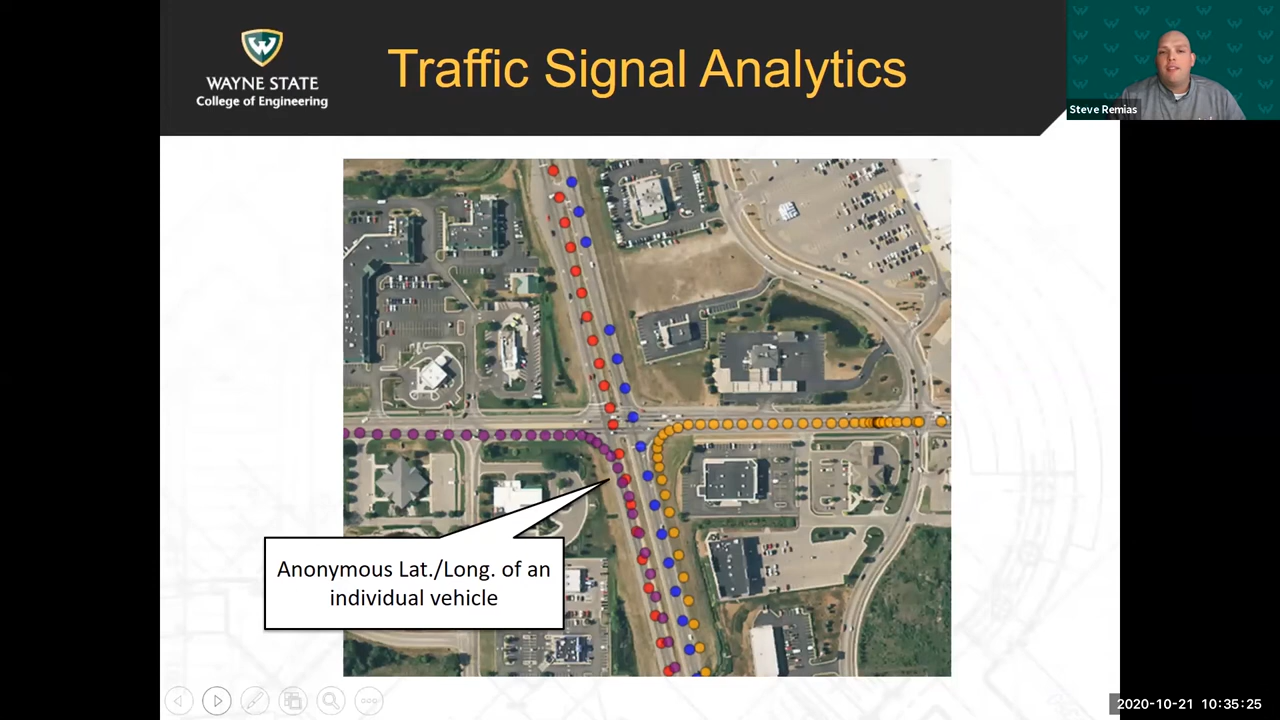 WAYNE STATE
College of Engineering
Traffic Signal Analytics
Steve Remias
Anonymous Lat./Long. of an
individual vehicle
2020-10-21 10:35:25